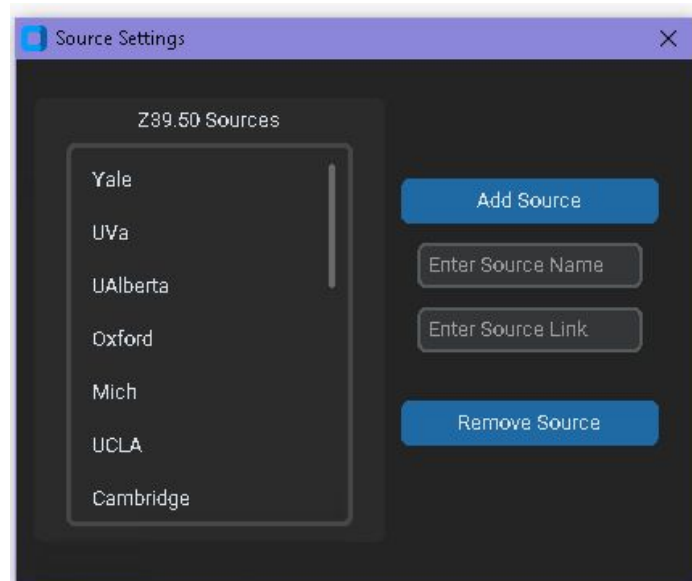 Source Settings
Z39.50 Sources
Yale
UVa
UAlberta
Oxford
Mich
UCLA
Cambridge
Add Source
Enter Source Name
Enter Source Link
Remove Source